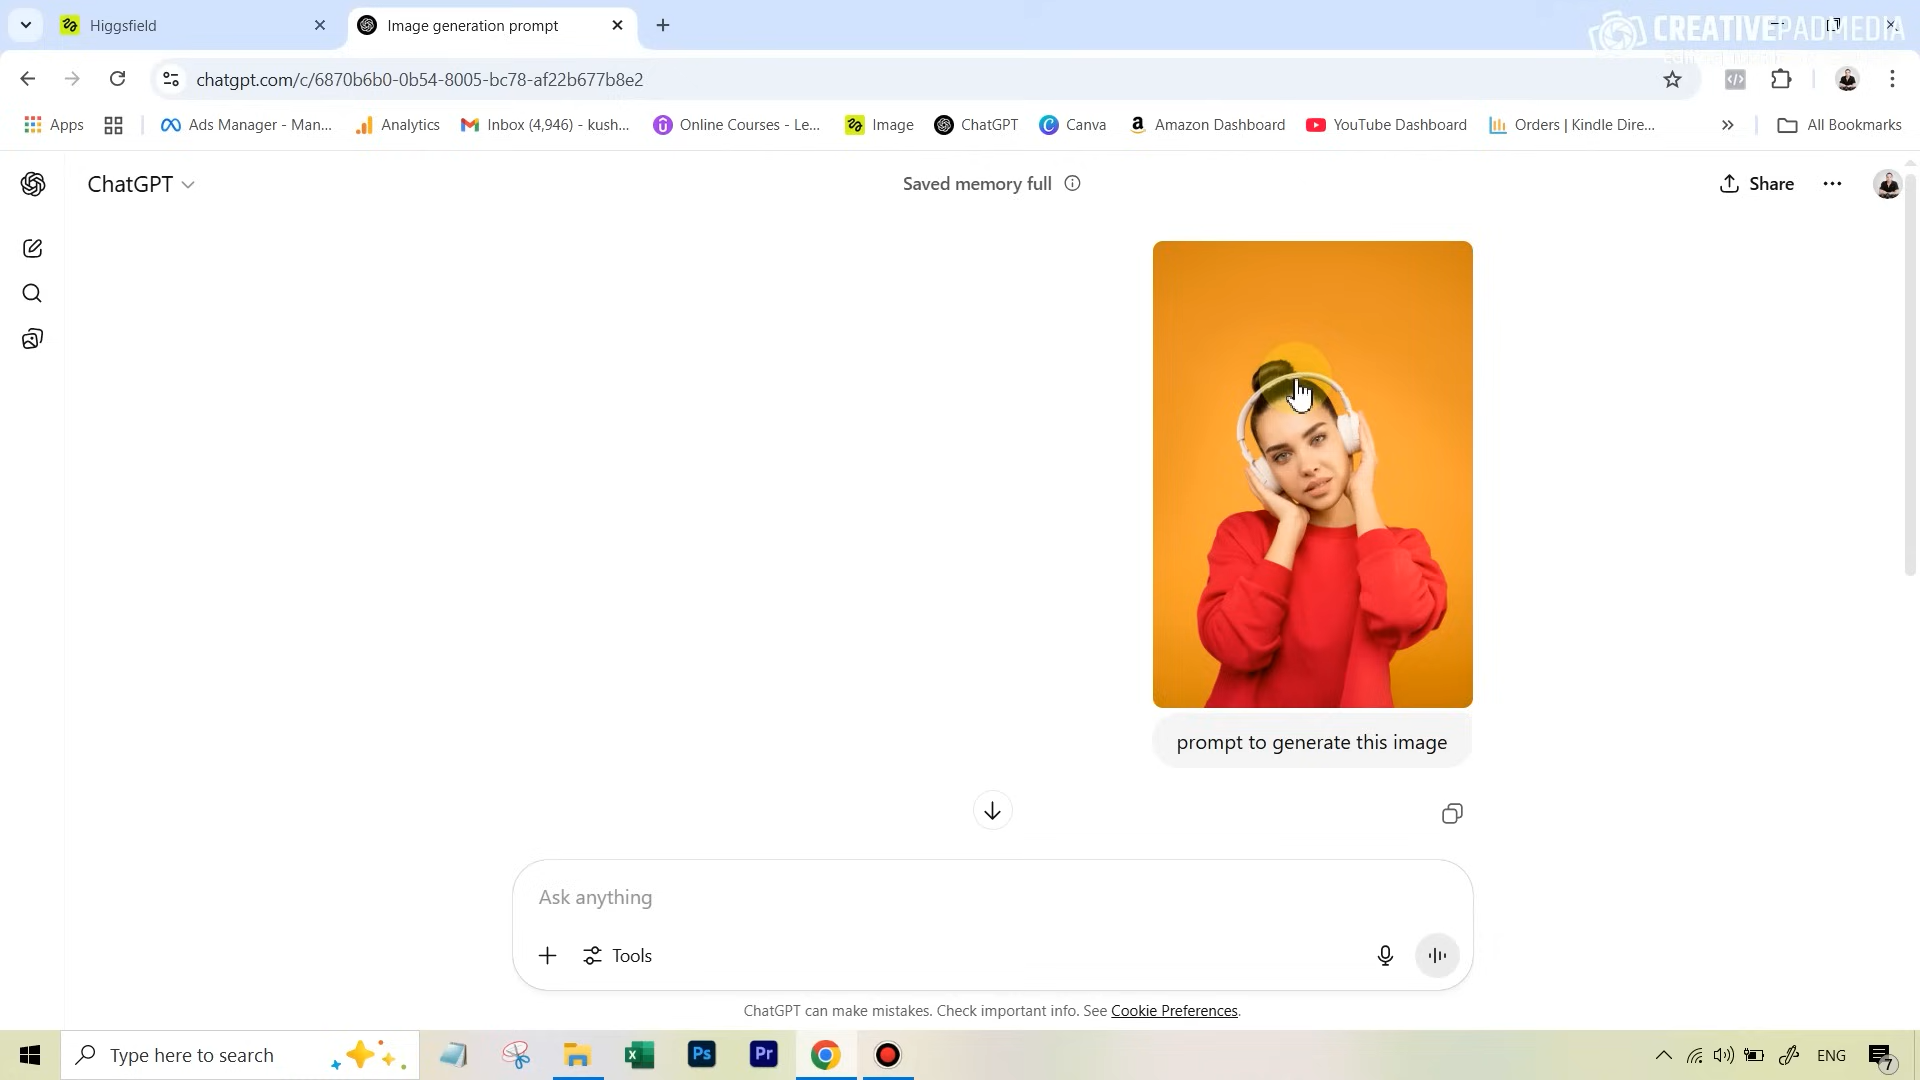 Higgsfield
Image generation prompt
CREATIVEPADMEDIA
chatgpt.com/c/6870b6b0-0b54-8005-bc78-af22b677b8e2
Apps
Ads Manager - Man...
Analytics
Inbox (4,946) - kush...
Online Courses - Le...
Image
ChatGPT
Canva
Amazon Dashboard
YouTube Dashboard
Orders | Kindle Dire...
All Bookmarks
ChatGPT
Saved memory full
Share
prompt to generate this image
Ask anything
Tools
ChatGPT can make mistakes. Check important info. See Cookie Preferences.
Type here to search
Ps
Pr
ENG
7